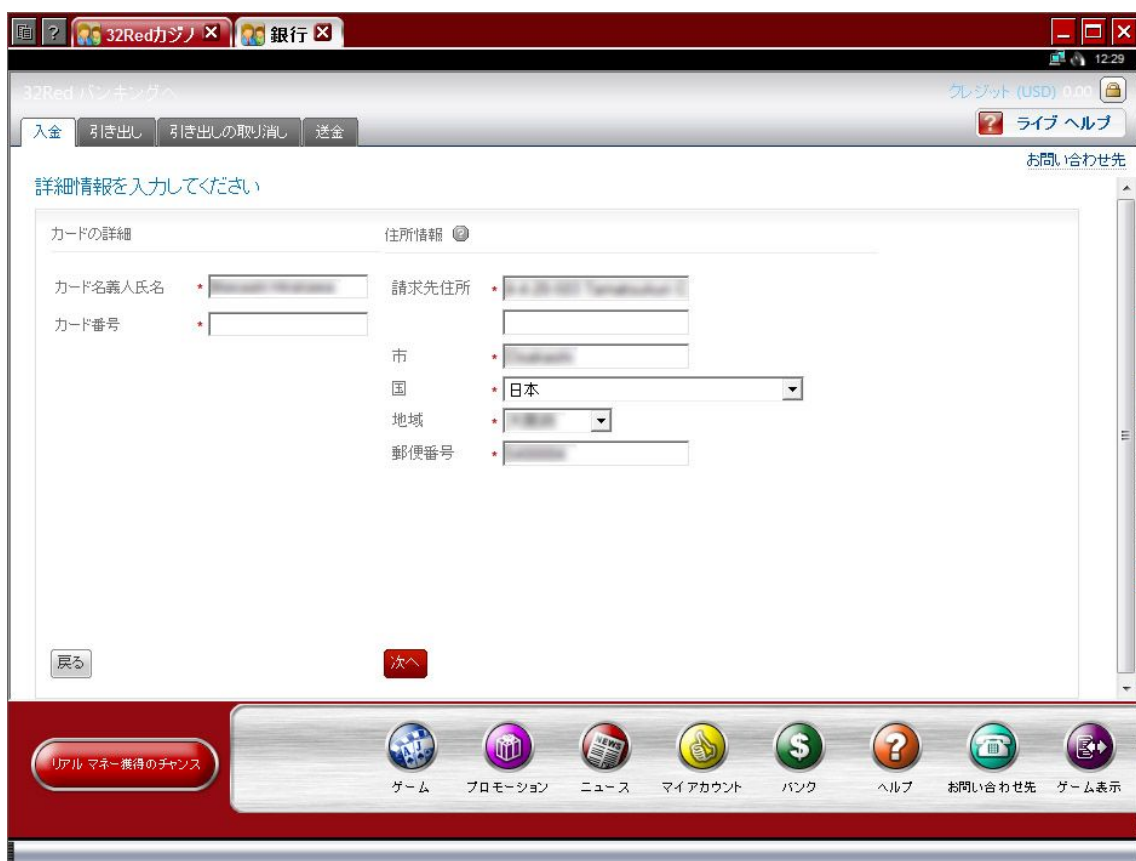 32Redカジノ 銀行
12:29
32Red バンキングへ クレジット (USD) 0.00
入金 引き出し 引き出しの取り消し 送金 ? ライブ ヘルプ
お問い合わせ先
詳細情報を入力してください
カードの詳細 住所情報 ?
カード名義人氏名 * 請求先住所 *
カード番号 *
市 *
国 * 日本
地域 *
郵便番号 *
戻る 次へ
リアル マネー獲得のチャンス
NEWS
ゲーム プロモーション ニュース マイアカウント バンク ヘルプ お問い合わせ先 ゲーム表示